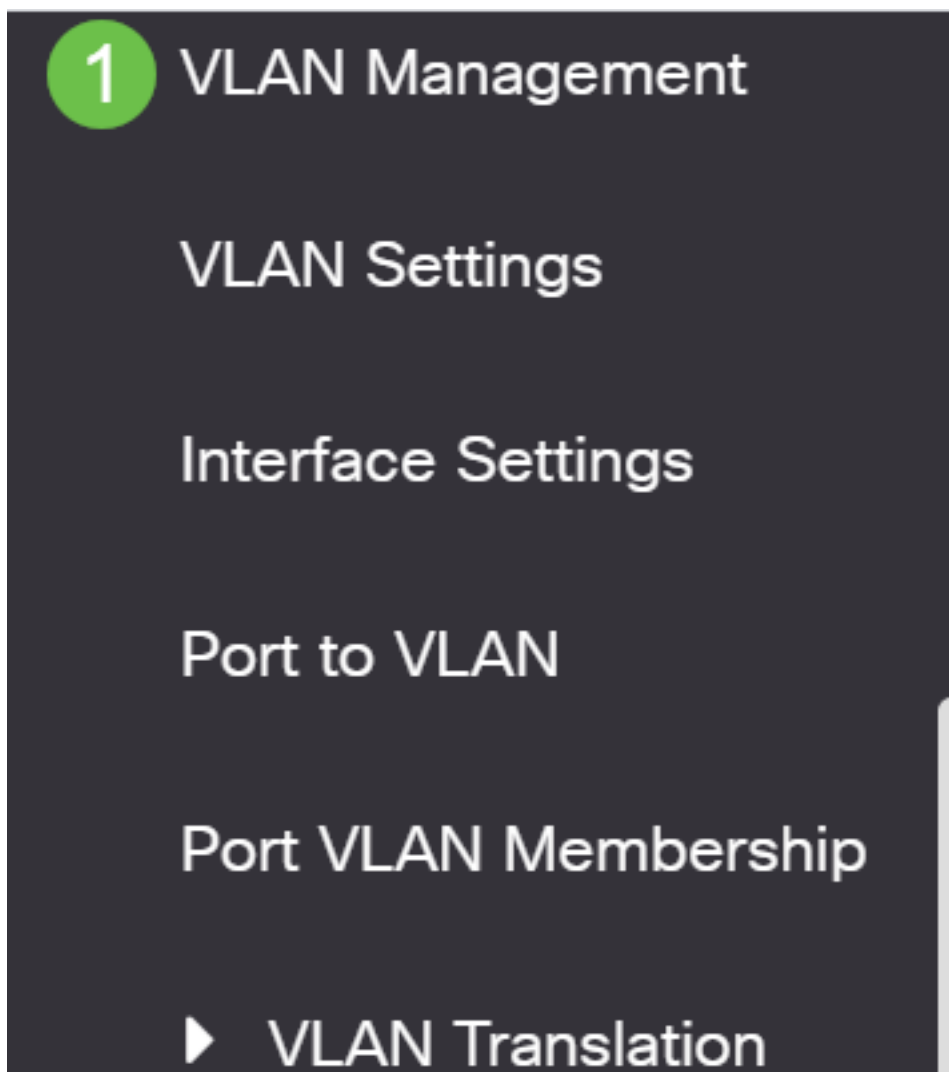 1 VLAN Management
VLAN Settings
Interface Settings
Port to VLAN
Port VLAN Membership
VLAN Translation